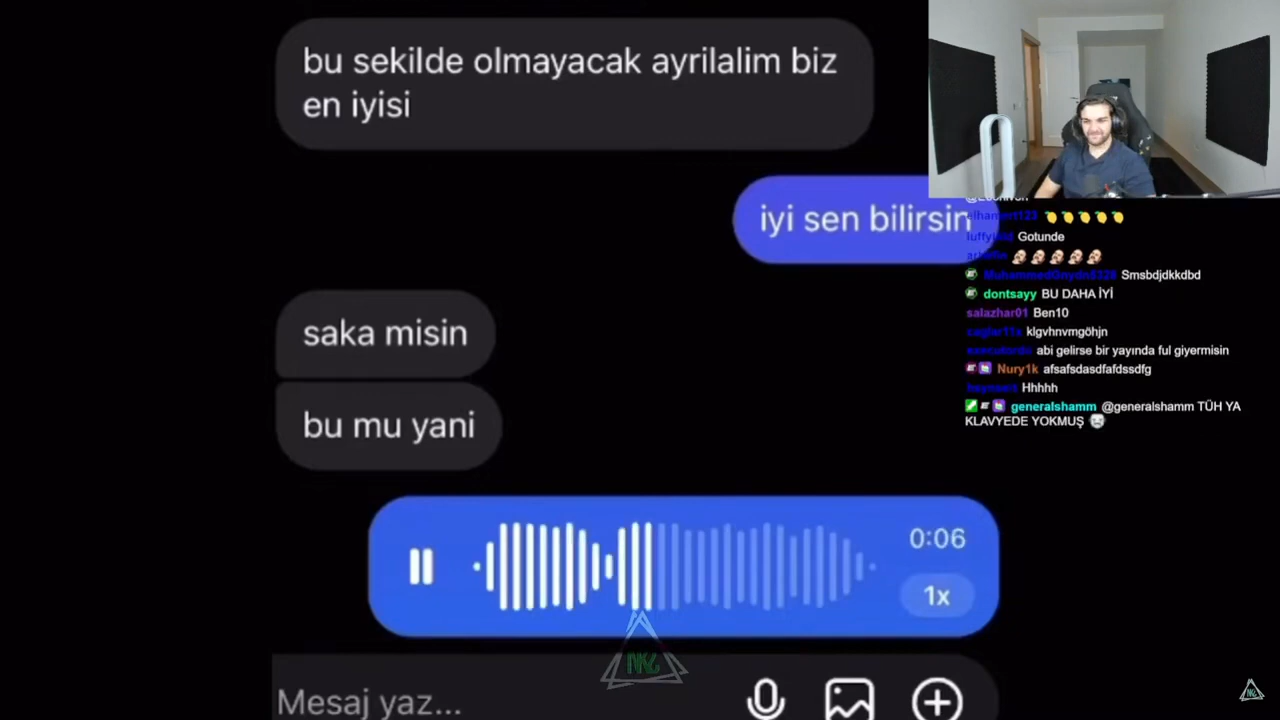 bu sekilde olmayacak ayrilalim biz
en iyisi
iyi sen bilirsin
saka misin
bu mu yani
0:06
1x
Mesaj yaz...
elhamert123
Gotunde
MuhammedGnydn5326 Smsbdjdkkdbd
dontsayy BU DAHA İYİ
salazhar01 Ben10
klgvhnvmgöhjn
abi gelirse bir yayında ful giyermisin
Nury1k afsafsdasdfafdssdfg
Hhhhh
generalshamm @generalshamm TÜH YA
KLAVYEDE YOKMUŞ